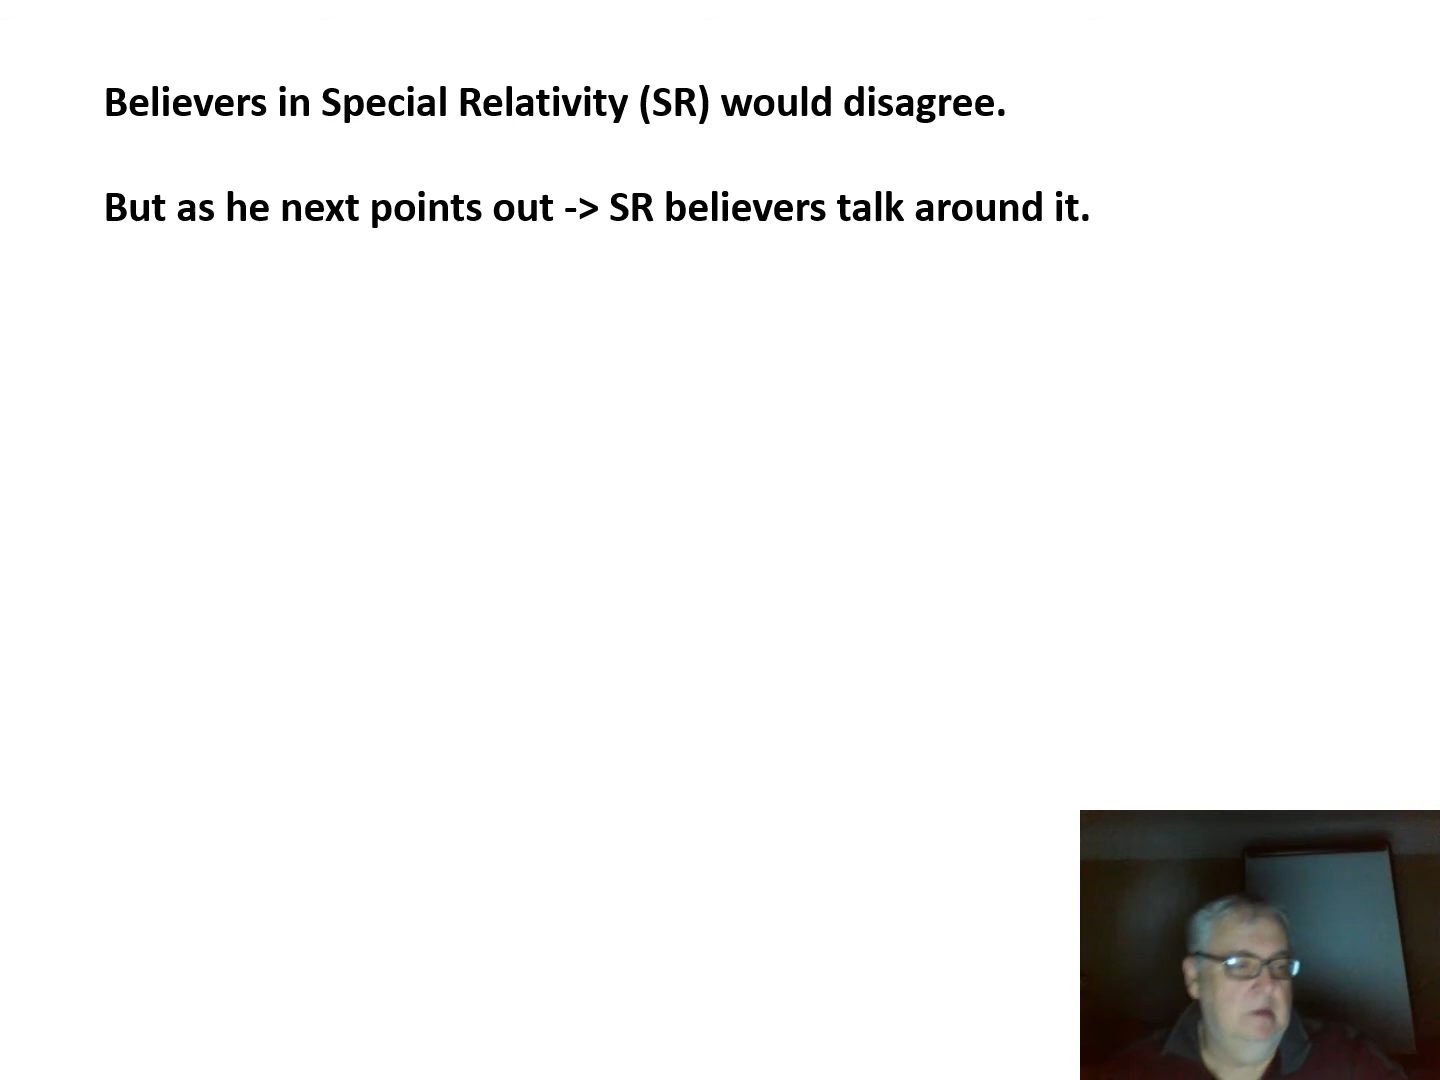 Believers in Special Relativity (SR) would disagree.
But as he next points out -> SR believers talk around it.